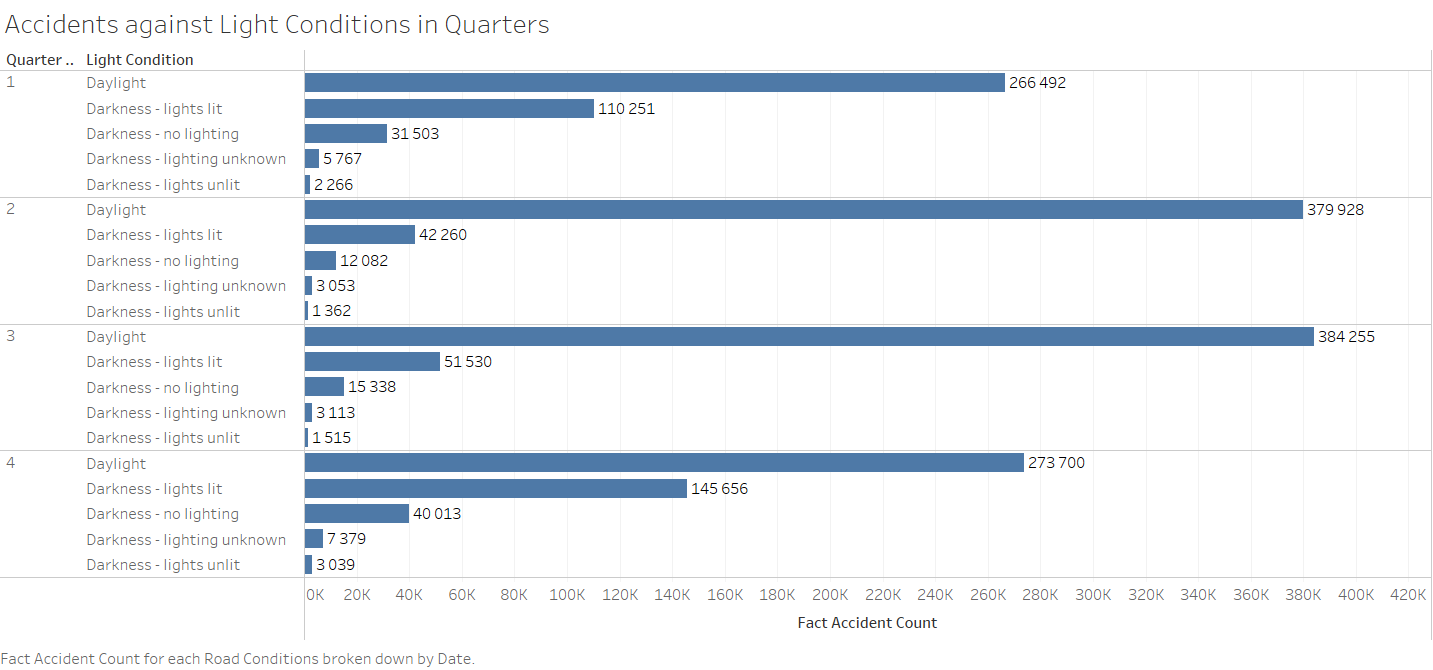 Accidents against Light Conditions in Quarters
Quarter .. Light Condition
1 Daylight 266 492
Darkness - lights lit 110 251
Darkness - no lighting 31 503
Darkness - lighting unknown 5 767
Darkness - lights unlit 2 266
2 Daylight 379 928
Darkness - lights lit 42 260
Darkness - no lighting 12 082
Darkness - lighting unknown 3 053
Darkness - lights unlit 1 362
3 Daylight 384 255
Darkness - lights lit 51 530
Darkness - no lighting 15 338
Darkness - lighting unknown 3 113
Darkness - lights unlit 1 515
4 Daylight 273 700
Darkness - lights lit 145 656
Darkness - no lighting 40 013
Darkness - lighting unknown 7 379
Darkness - lights unlit 3 039
0K 20K 40K 60K 80K 100K 120K 140K 160K 180K 200K 220K 240K 260K 280K 300K 320K 340K 360K 380K 400K 420K
Fact Accident Count
Fact Accident Count for each Road Conditions broken down by Date.